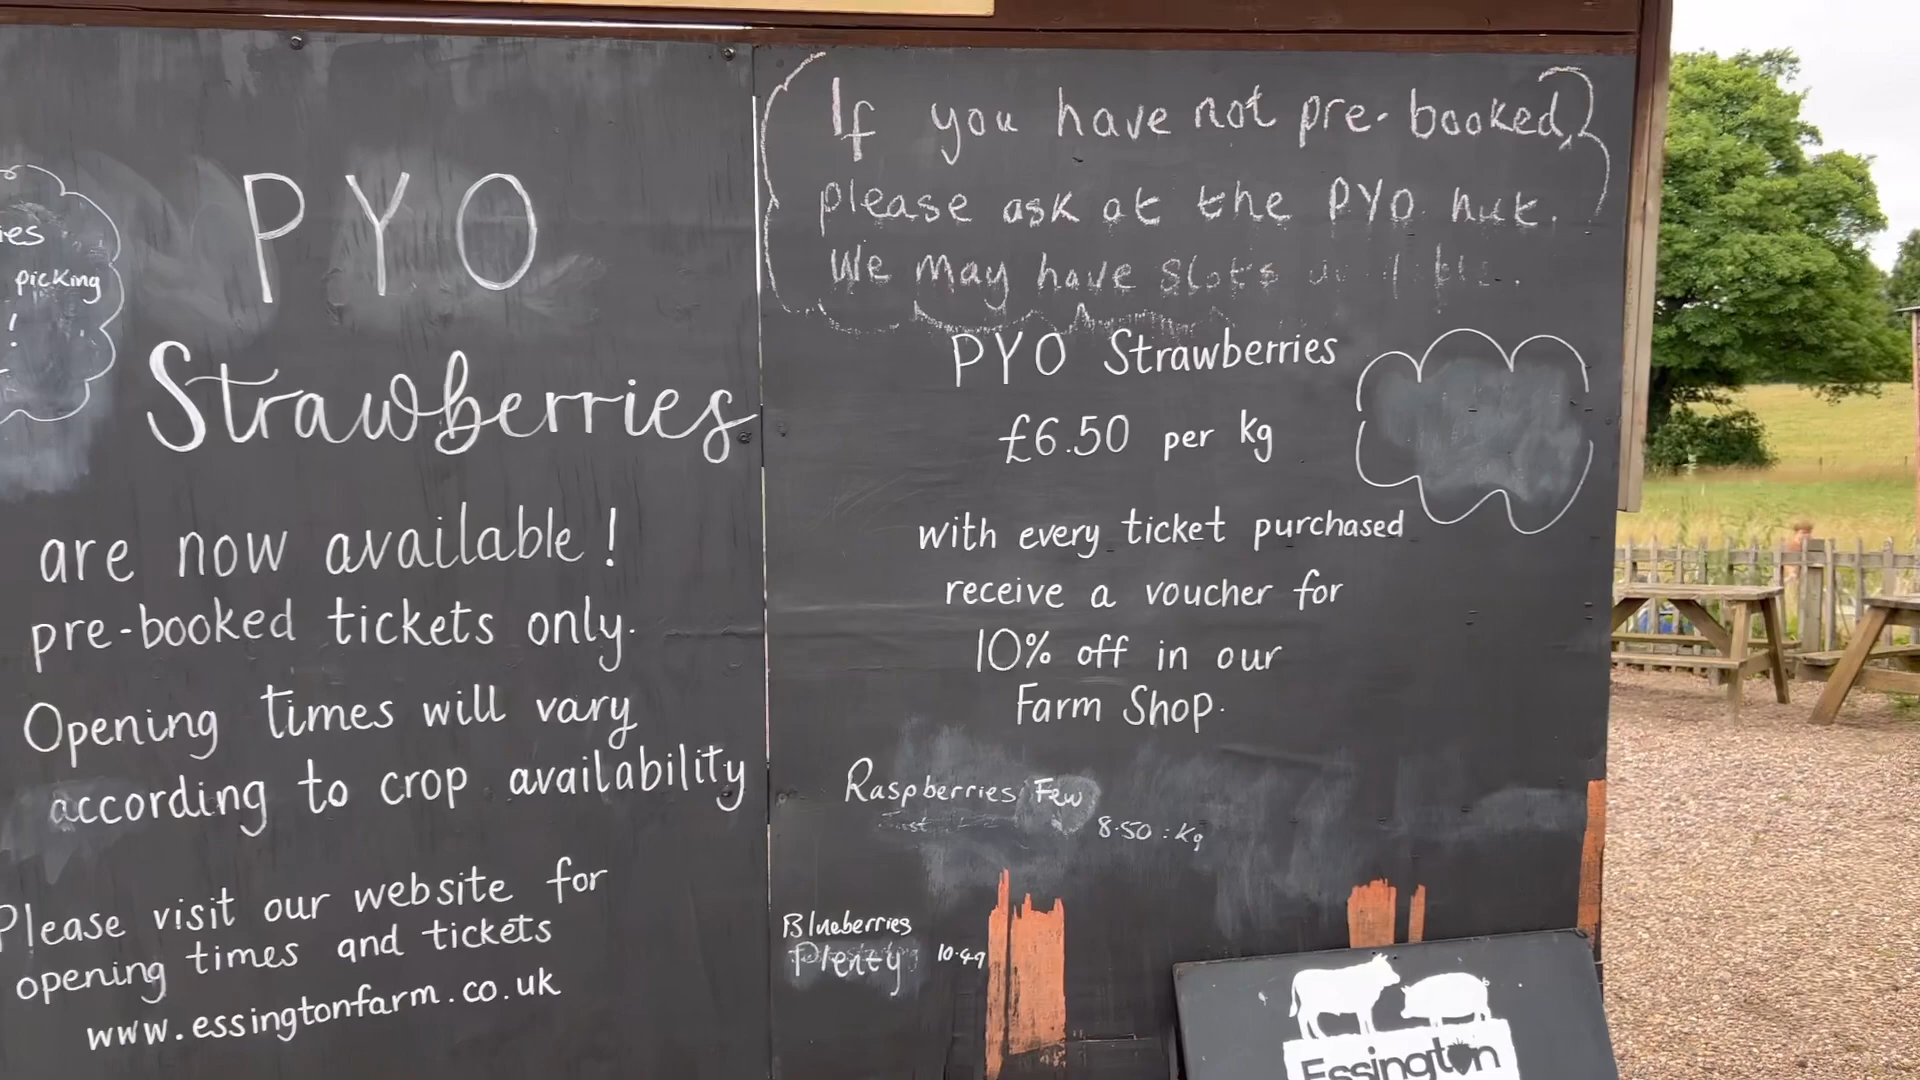 ies
picking
!
PYO
Strawberries
are now available!
pre-booked tickets only.
Opening times will vary
according to crop availability
Please visit our website for
opening times and tickets
www.essingtonfarm.co.uk
If you have not pre-booked,
please ask at the PYO hut.
We may have slots
PYO Strawberries
£6.50 per kg
with every ticket purchased
receive a voucher for
10% off in our
Farm Shop.
Raspberries Few
8.50 : Kg
Blueberries
Plenty 10.49
Essington